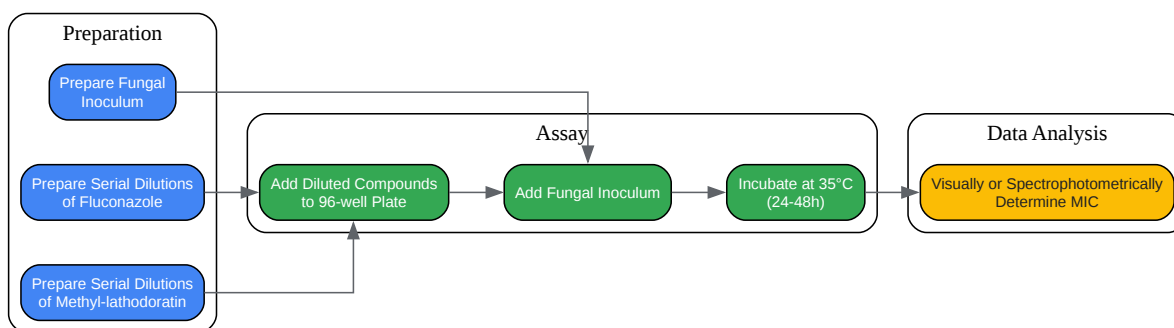 Preparation
Prepare Fungal
Inoculum
Prepare Serial Dilutions
of Fluconazole
Prepare Serial Dilutions
of Methyl-lathodoratin
Assay
Add Diluted Compounds
to 96-well Plate
Add Fungal Inoculum
Incubate at 35°C
(24-48h)
Data Analysis
Visually or Spectrophotometrically
Determine MIC